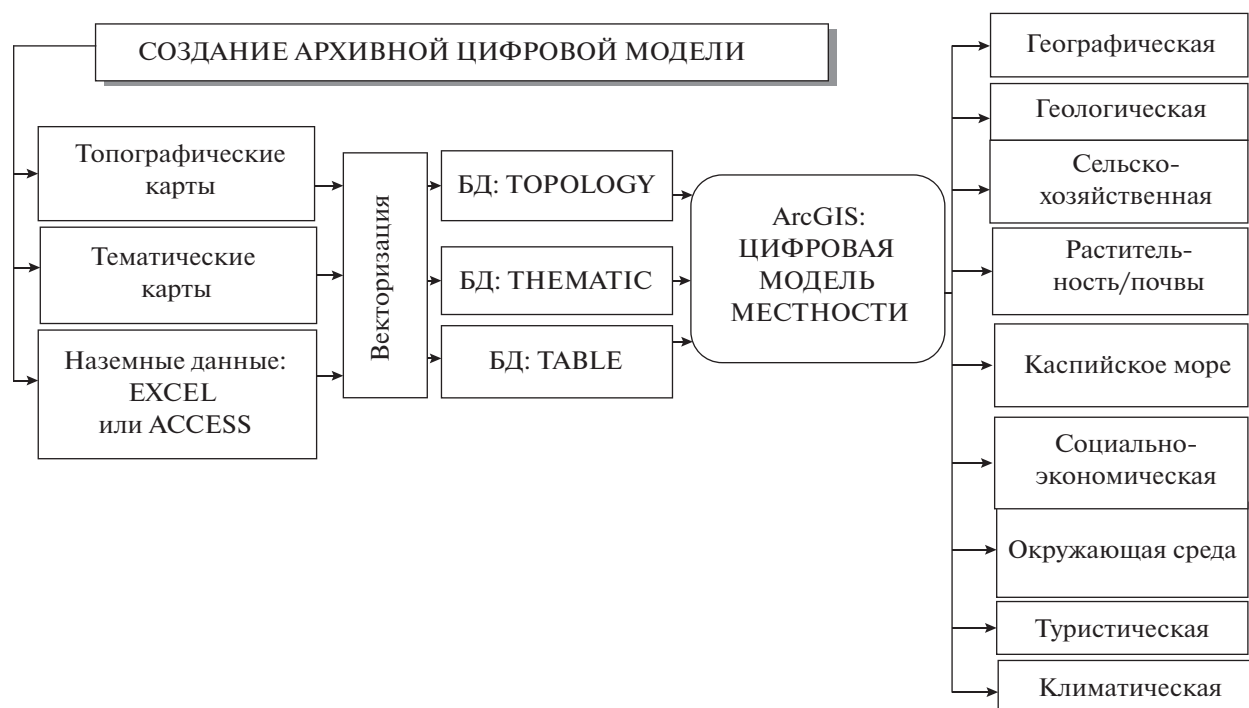 СОЗДАНИЕ АРХИВНОЙ ЦИФРОВОЙ МОДЕЛИ
Топографические
карты
Тематические
карты
Наземные данные:
EXCEL
или ACCESS
Векторизация
БД: TOPOLOGY
БД: THEMATIC
БД: TABLE
ArcGIS:
ЦИФРОВАЯ
МОДЕЛЬ
МЕСТНОСТИ
Географическая
Геологическая
Сельско-
хозяйственная
Раститель-
ность/почвы
Каспийское море
Социально-
экономическая
Окружающая среда
Туристическая
Климатическая